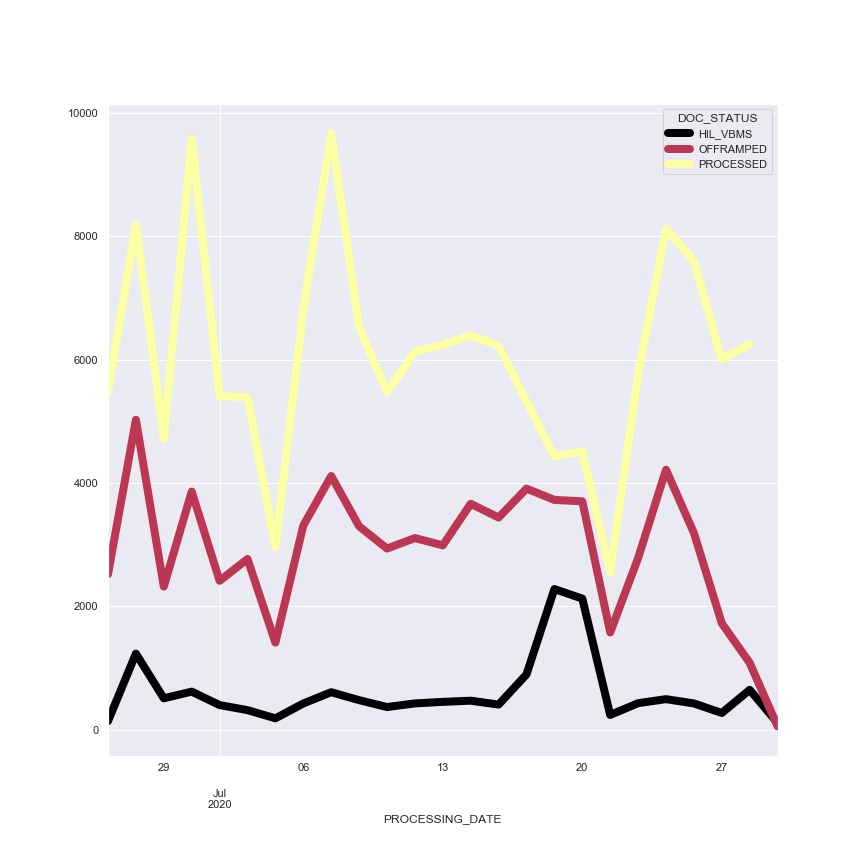 10000
8000
6000
4000
2000
0
DOC_STATUS
HIL_VBMS
OFFRAMPED
PROCESSED
29
06
13
20
27
Jul
2020
PROCESSING_DATE